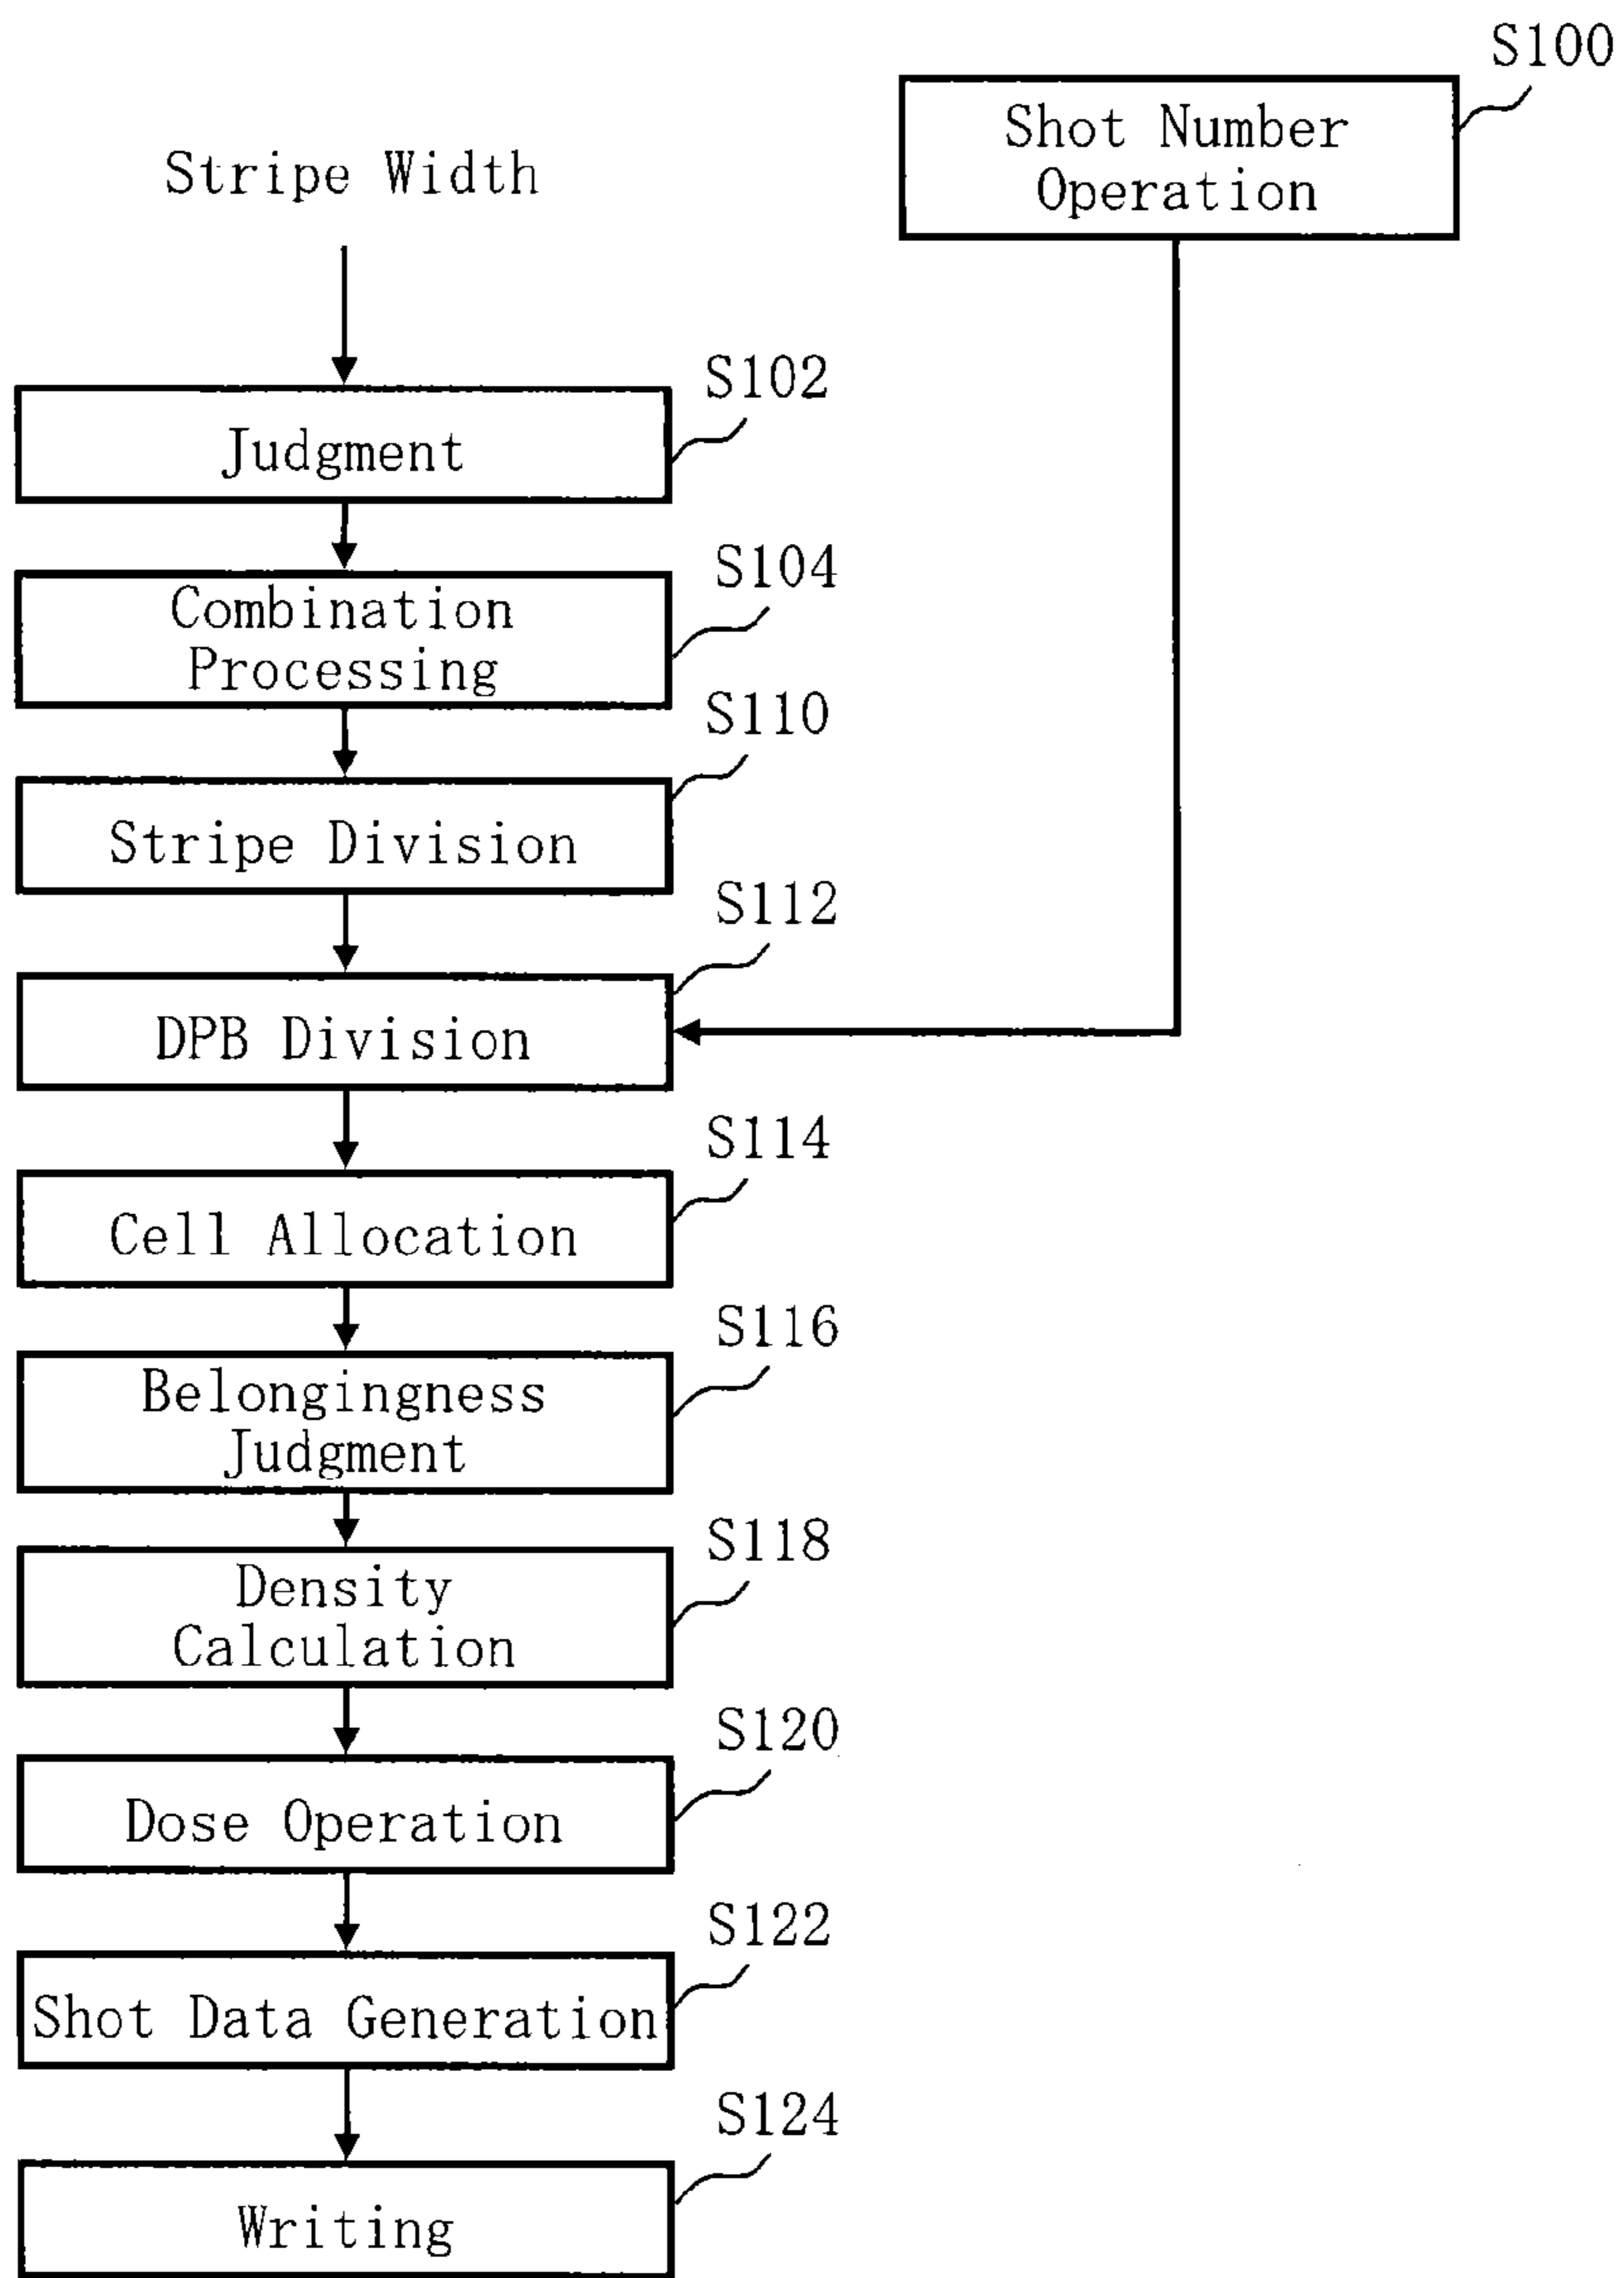 S100
Shot Number
Operation
Stripe Width
S102
Judgment
S104
Combination
Processing
S110
Stripe Division
S112
DPB Division
S114
Cell Allocation
S116
Belongingness
Judgment
S118
Density
Calculation
S120
Dose Operation
S122
Shot Data Generation
S124
Writing